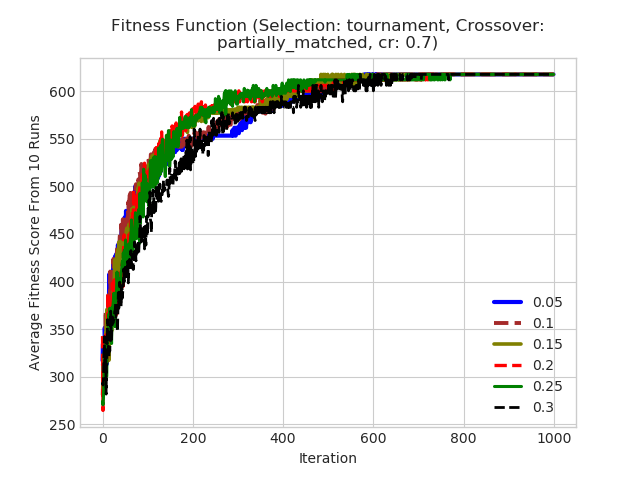 Fitness Function (Selection: tournament, Crossover:
partially_matched, cr: 0.7)
Average Fitness Score From 10 Runs
600
550
500
450
400
350
300
250
0.05
0.1
0.15
0.2
0.25
0.3
0 200 400 600 800 1000
Iteration